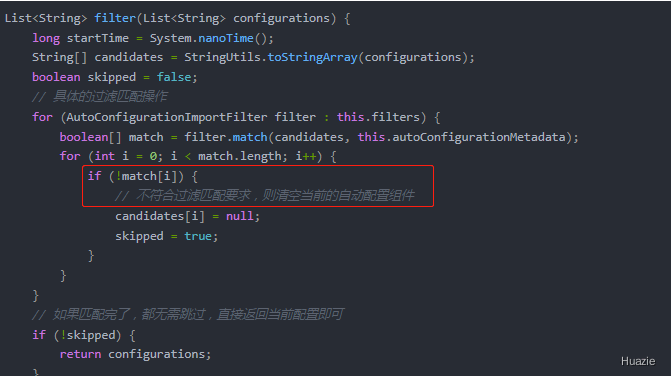 List<String> filter(List<String> configurations) {
    long startTime = System.nanoTime();
    String[] candidates = StringUtils.toStringArray(configurations);
    boolean skipped = false;
    // 具体的过滤匹配操作
    for (AutoConfigurationImportFilter filter : this.filters) {
        boolean[] match = filter.match(candidates, this.autoConfigurationMetadata);
        for (int i = 0; i < match.length; i++) {
            if (!match[i]) {
                // 不符合过滤匹配要求，则清空当前的自动配置组件
                candidates[i] = null;
                skipped = true;
            }
        }
    }
    // 如果匹配完了，都无需跳过，直接返回当前配置即可
    if (!skipped) {
        return configurations;
    }
Huazie